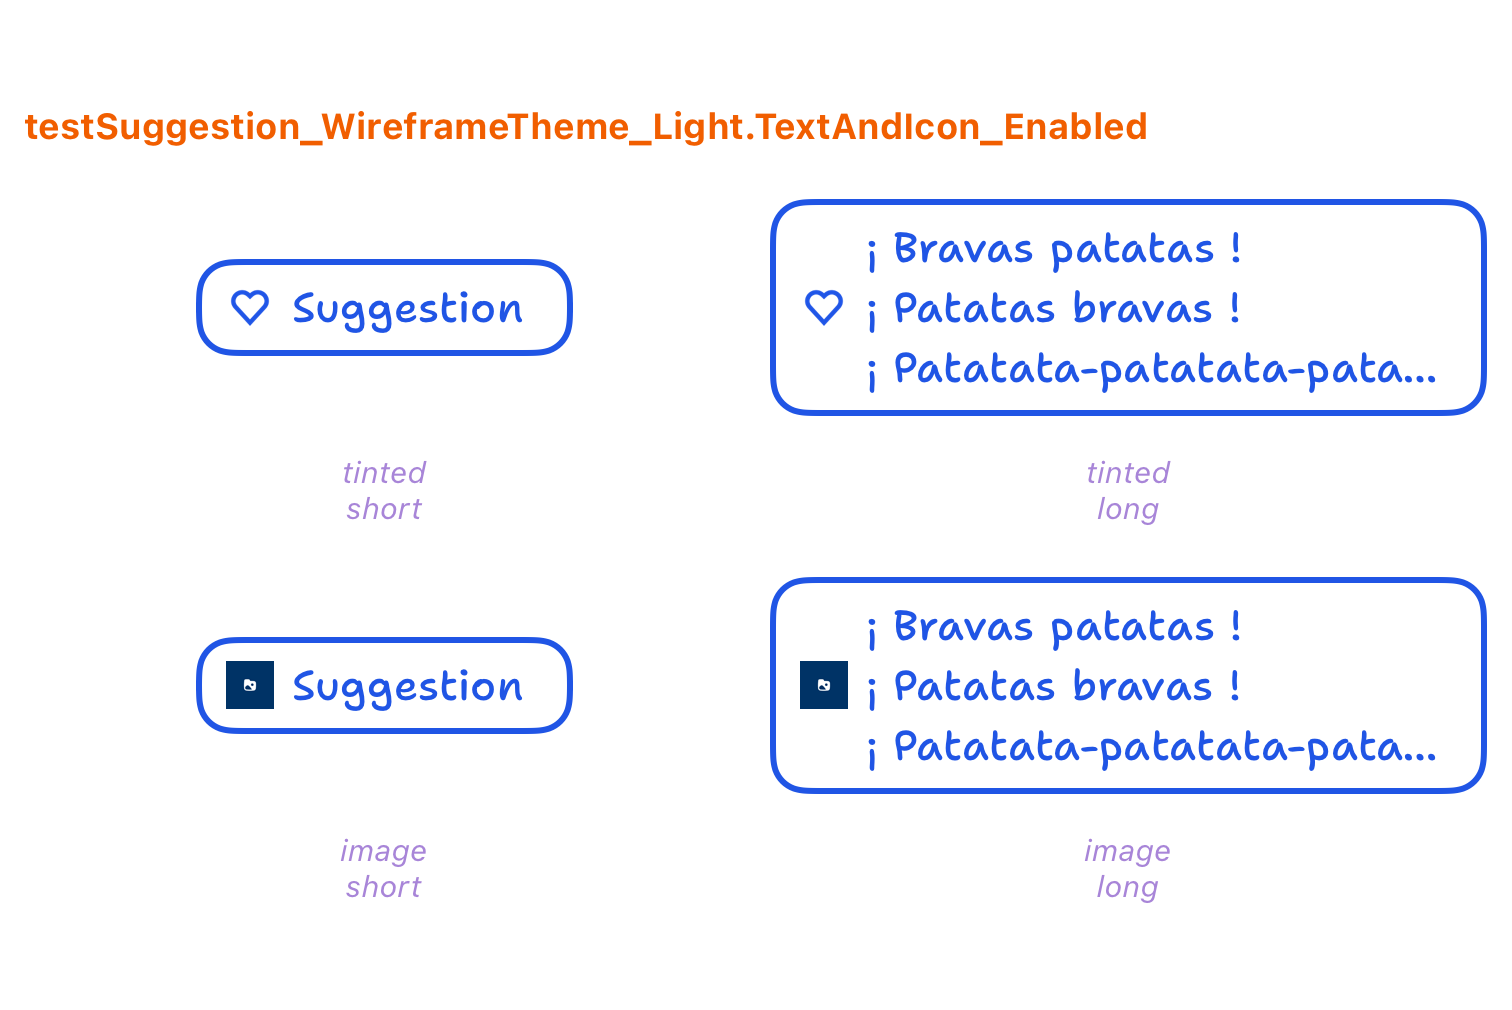 testSuggestion_WireframeTheme_Light.TextAndIcon_Enabled
Suggestion
¡ Bravas patatas !
¡ Patatas bravas !
¡ Patatata-patatata-pata...
tinted
short
tinted
long
Suggestion
¡ Bravas patatas !
¡ Patatas bravas !
¡ Patatata-patatata-pata...
image
short
image
long